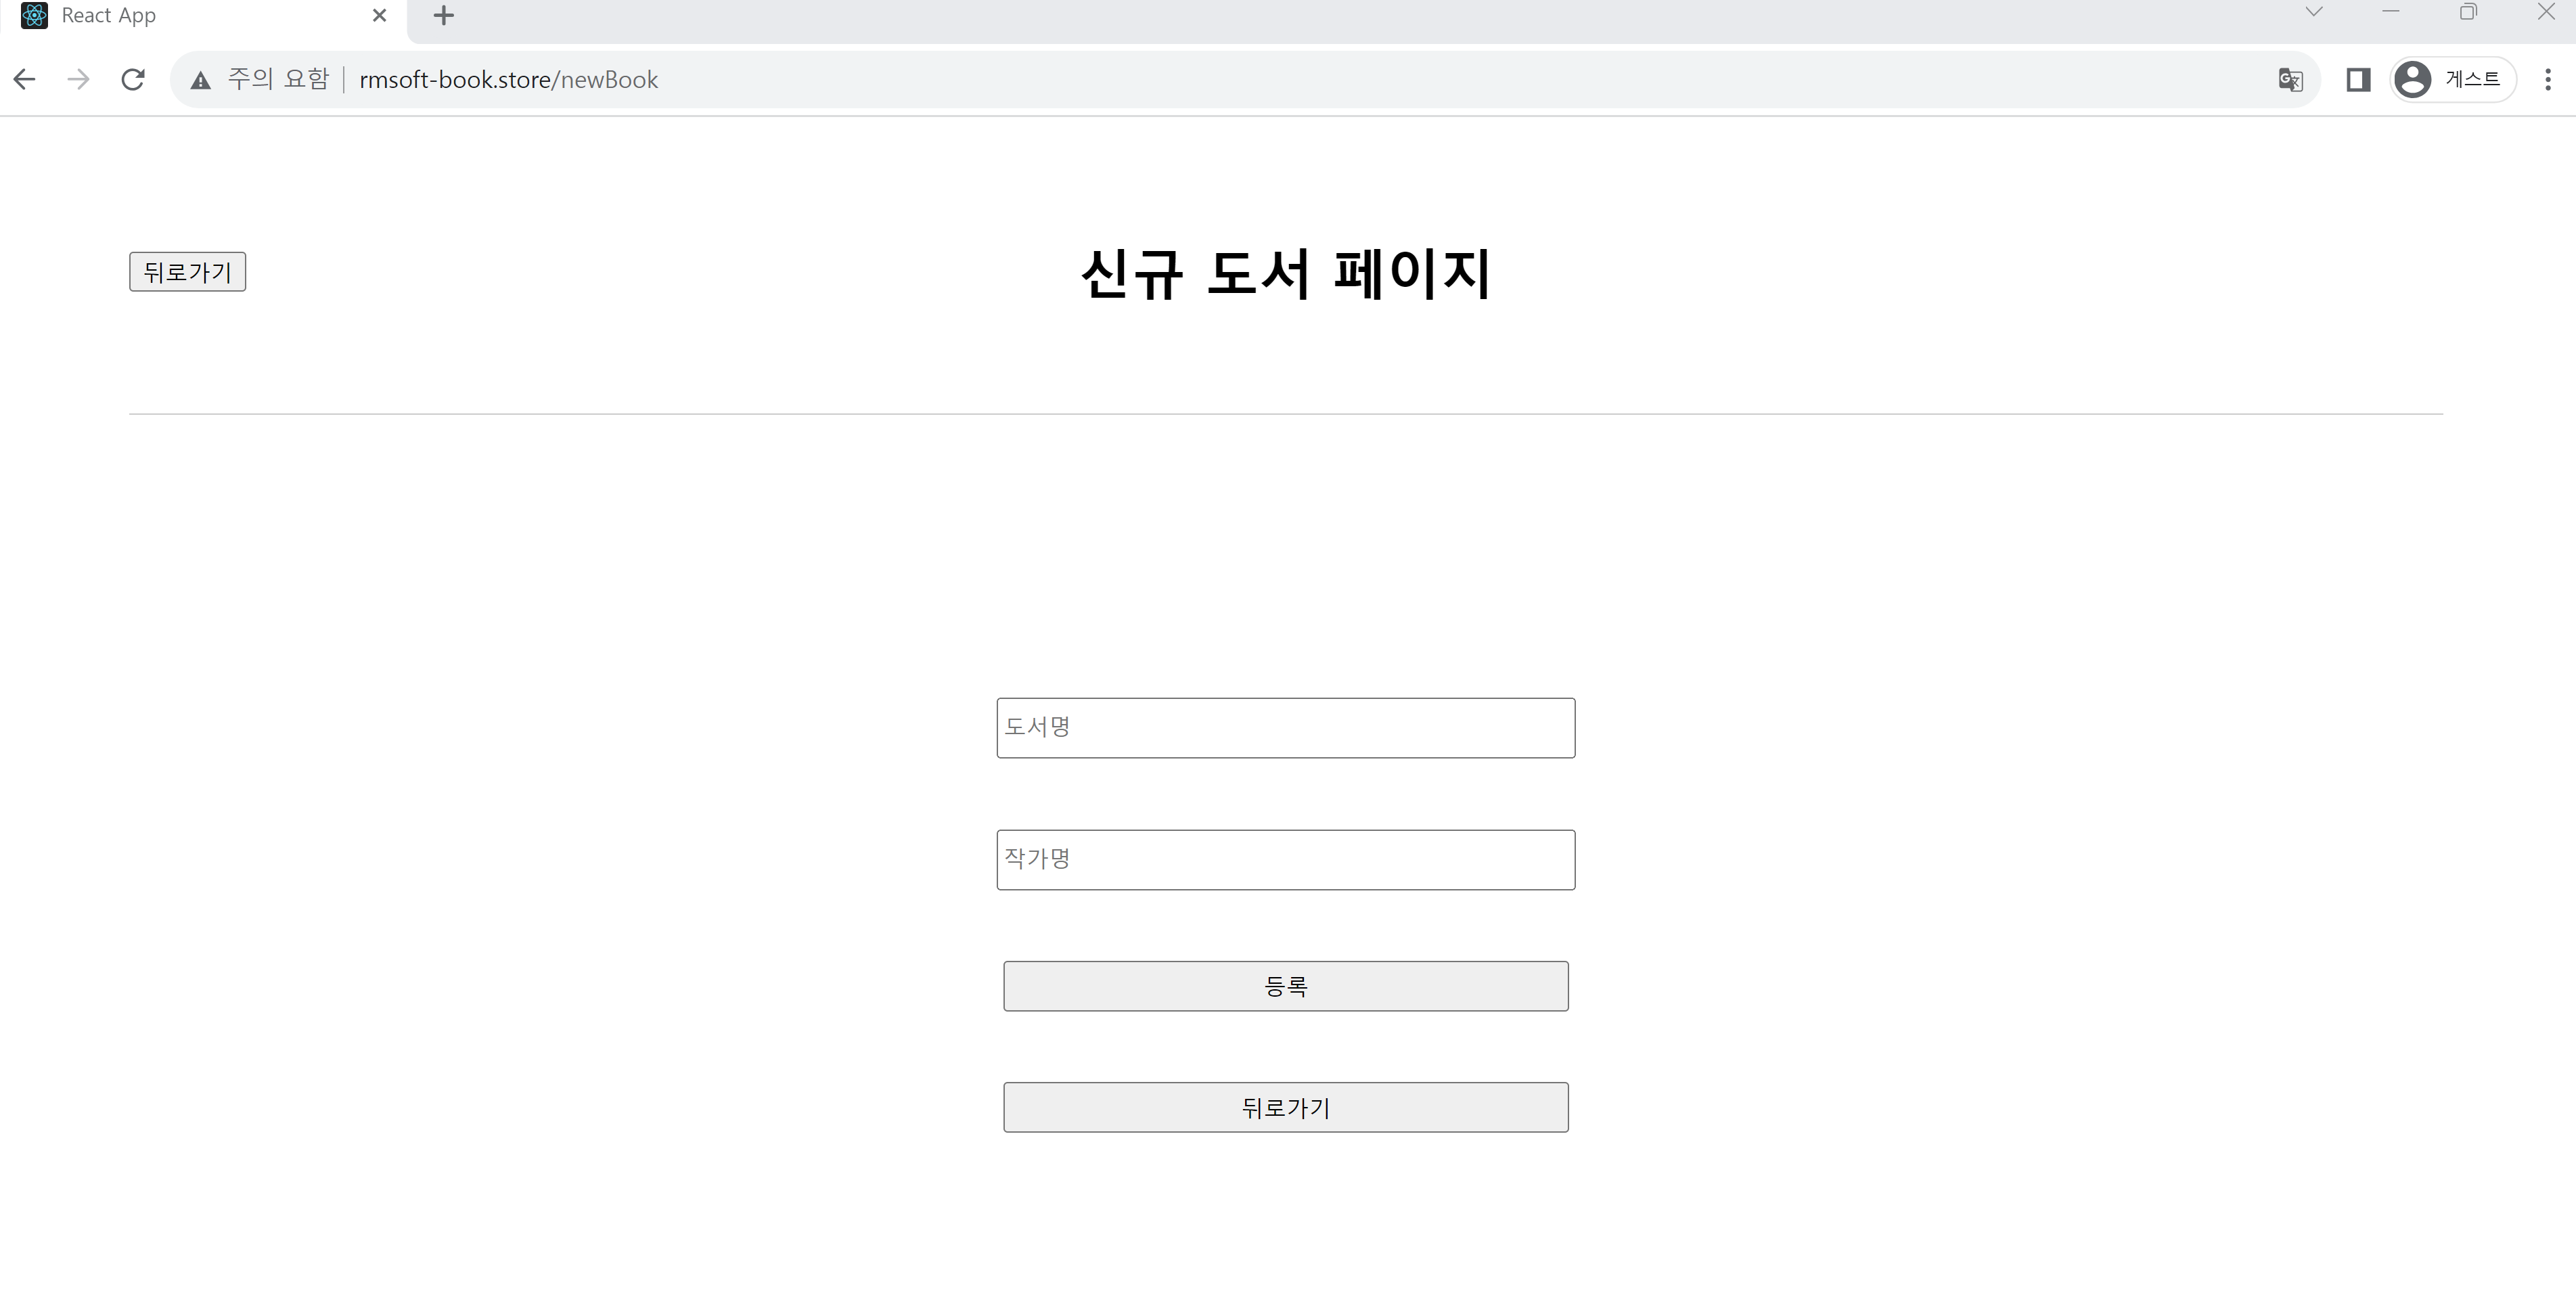 React App
주의 요함 rmsoft-book.store/newBook 게스트
뒤로가기 신규 도서 페이지
도서명
작가명
등록
뒤로가기